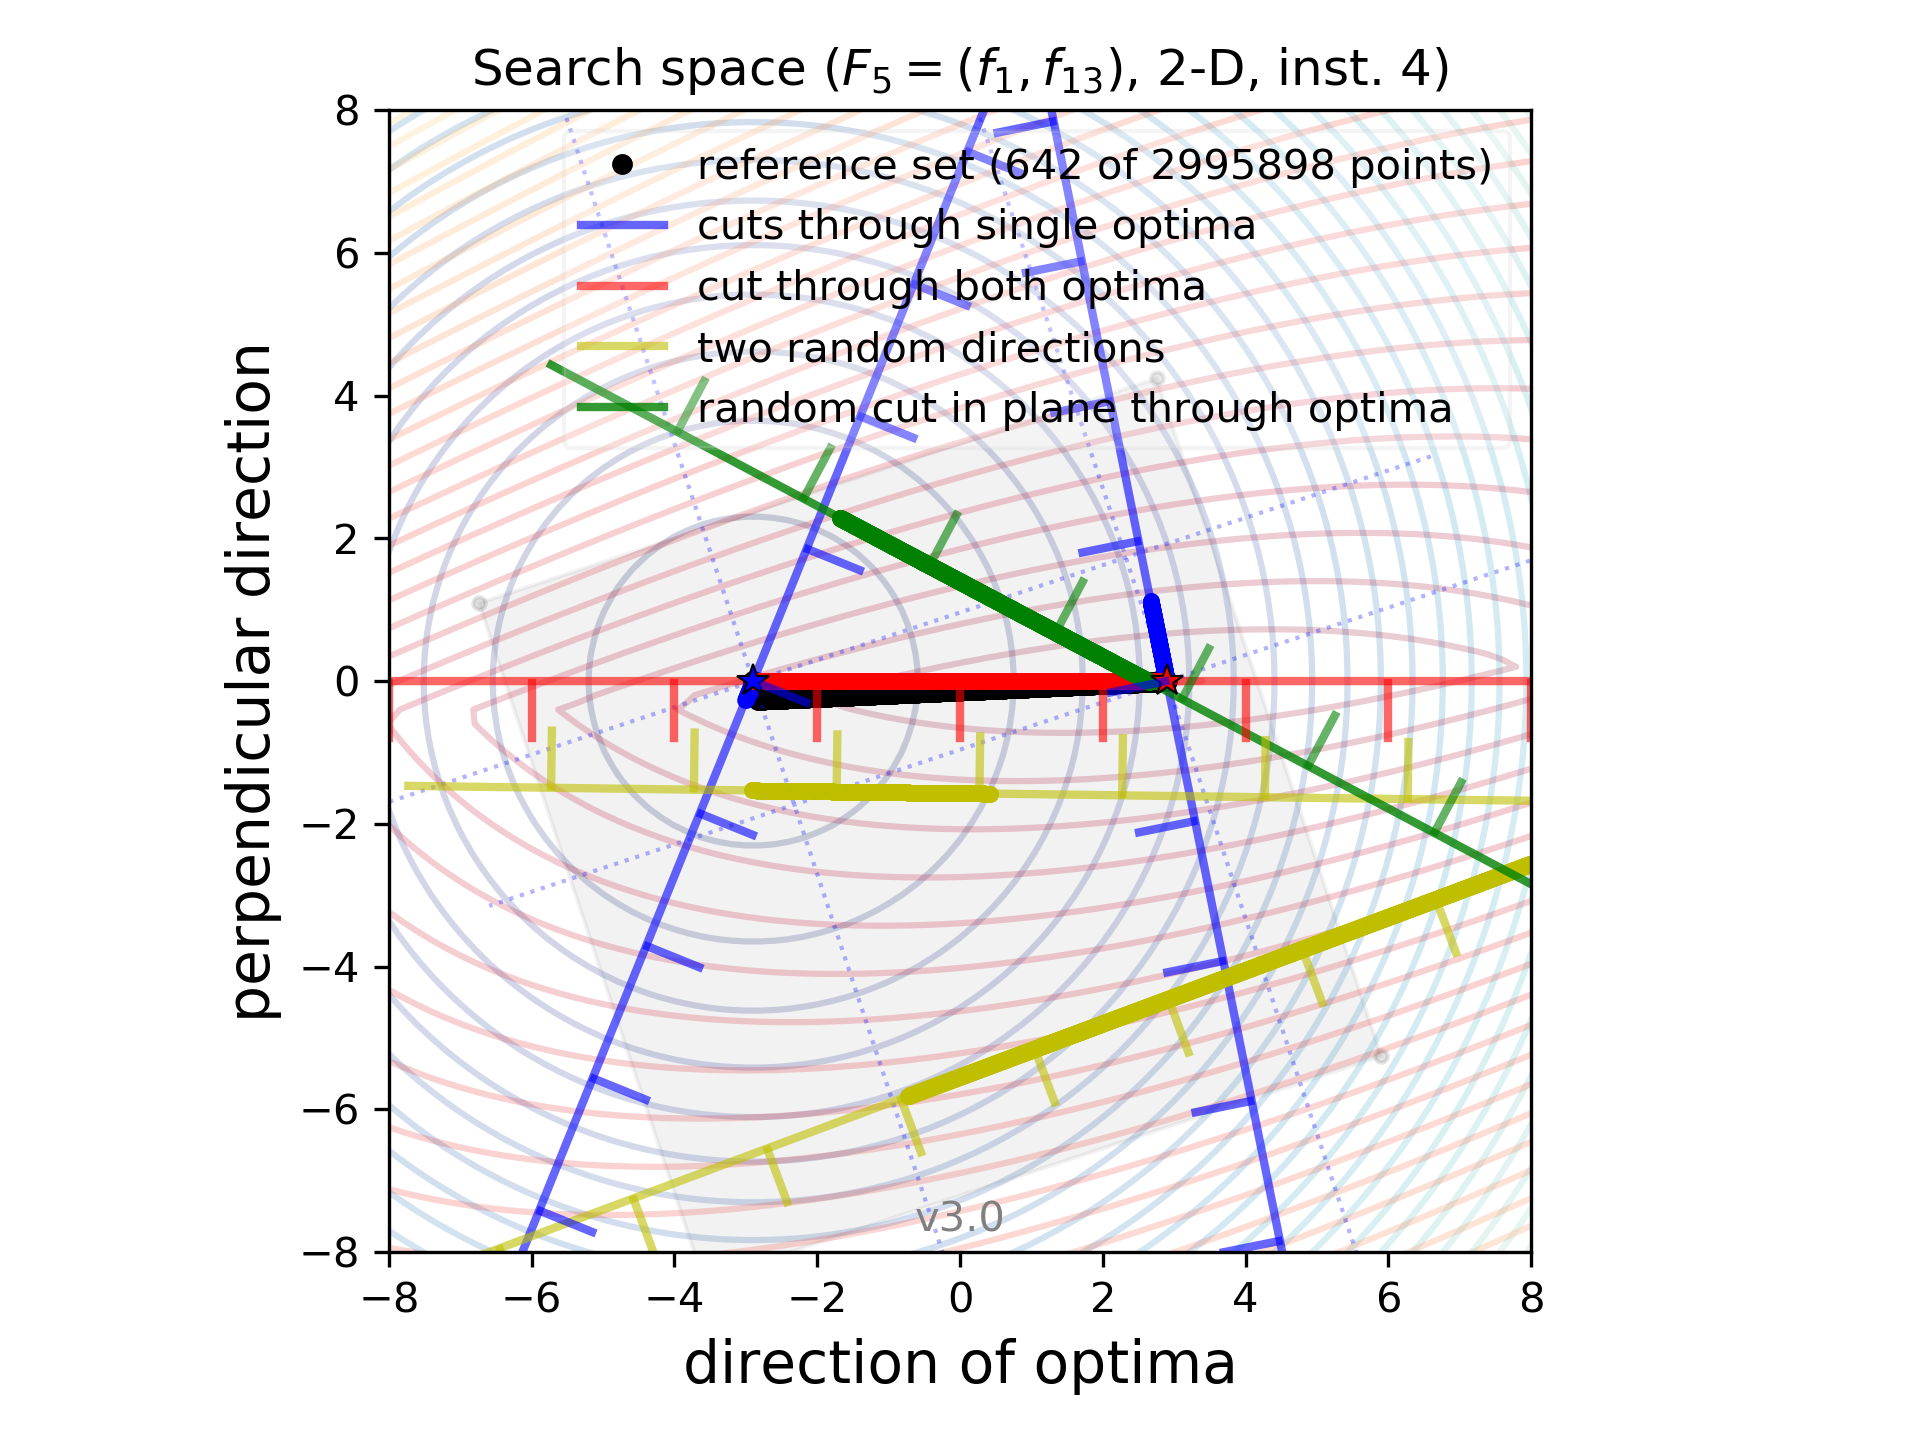 Search space (F₅ = (f₁, f₁₃), 2-D, inst. 4)
reference set (642 of 2995898 points)
cuts through single optima
cut through both optima
two random directions
random cut in plane through optima
perpendicular direction
8
6
4
2
0
−2
−4
−6
−8
v3.0
−8 −6 −4 −2 0 2 4 6 8
direction of optima